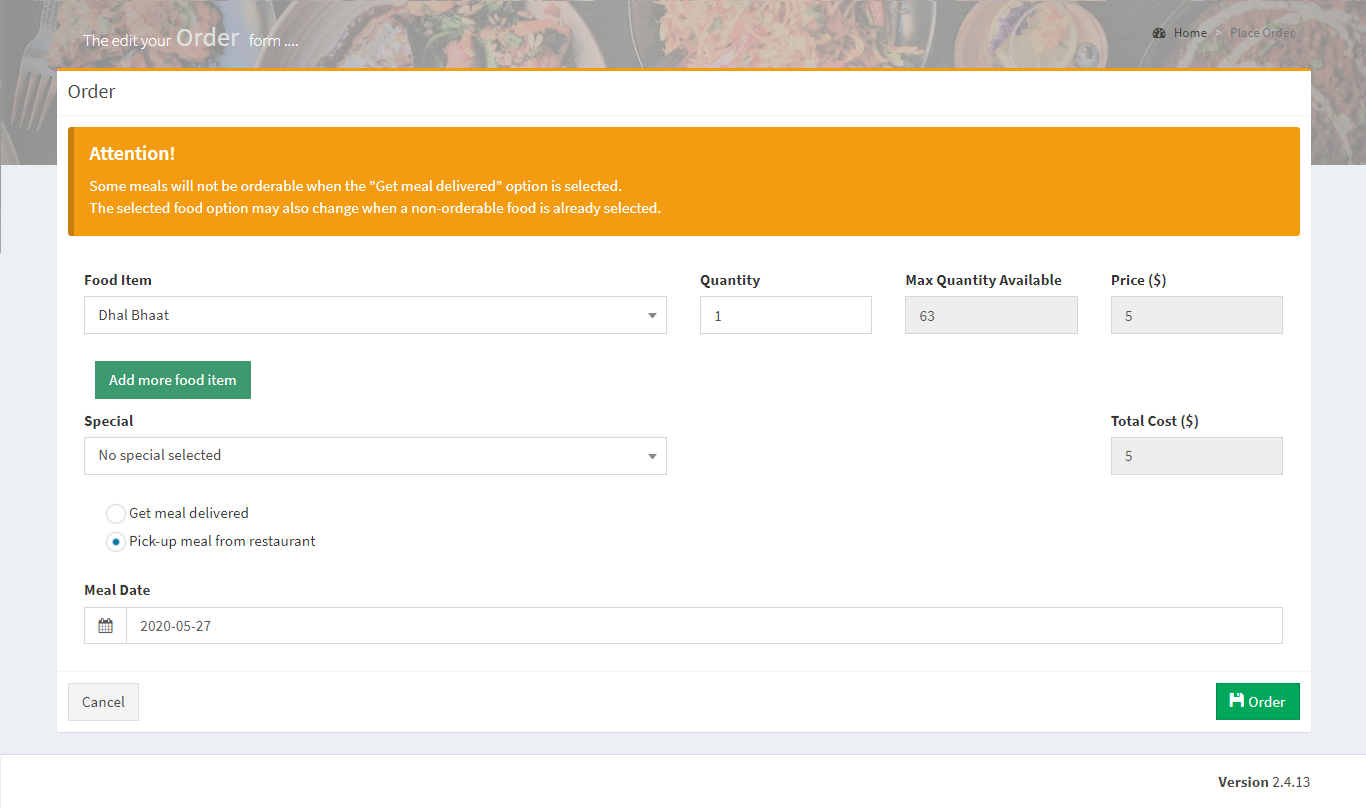 The edit your Order form ....
Home > Place Order
Order
Attention!
Some meals will not be orderable when the "Get meal delivered" option is selected.
The selected food option may also change when a non-orderable food is already selected.
Food Item
Quantity
Max Quantity Available
Price ($)
Dhal Bhaat
1
63
5
Add more food item
Special
Total Cost ($)
No special selected
5
Get meal delivered
Pick-up meal from restaurant
Meal Date
2020-05-27
Cancel
Order
Version 2.4.13